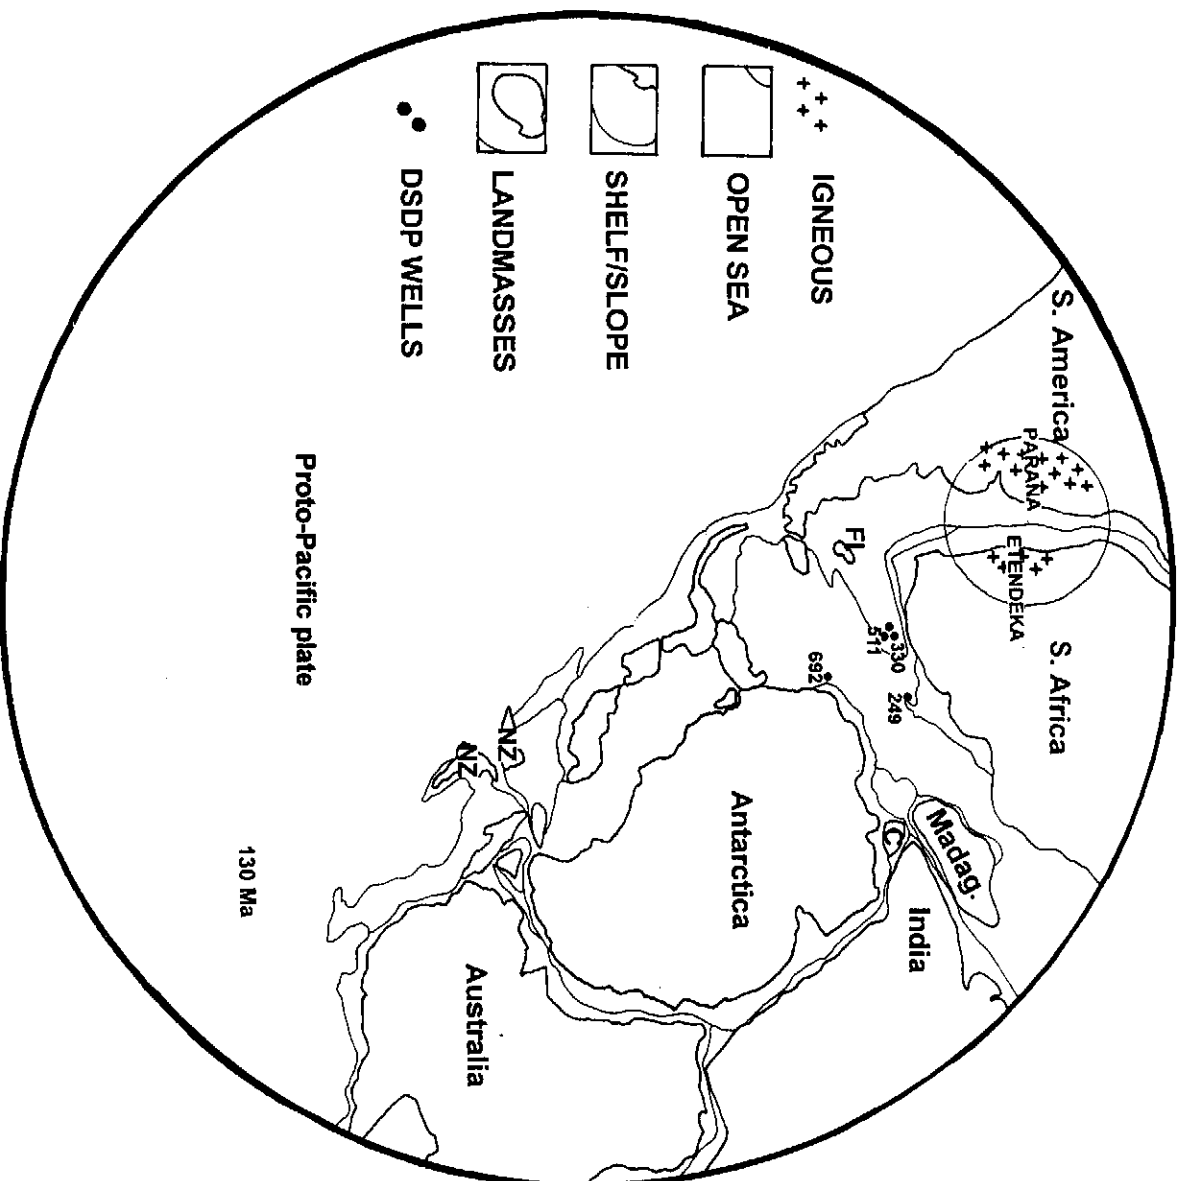 IGNEOUS
OPEN SEA
SHELF/SLOPE
LANDMASSES
DSDP WELLS
S. America
PARANA
ETENDEKA
S. Africa
FI
511
330
249
692
Madag.
C
India
Antarctica
NZ
NZ
Australia
Proto-Pacific plate
130 Ma